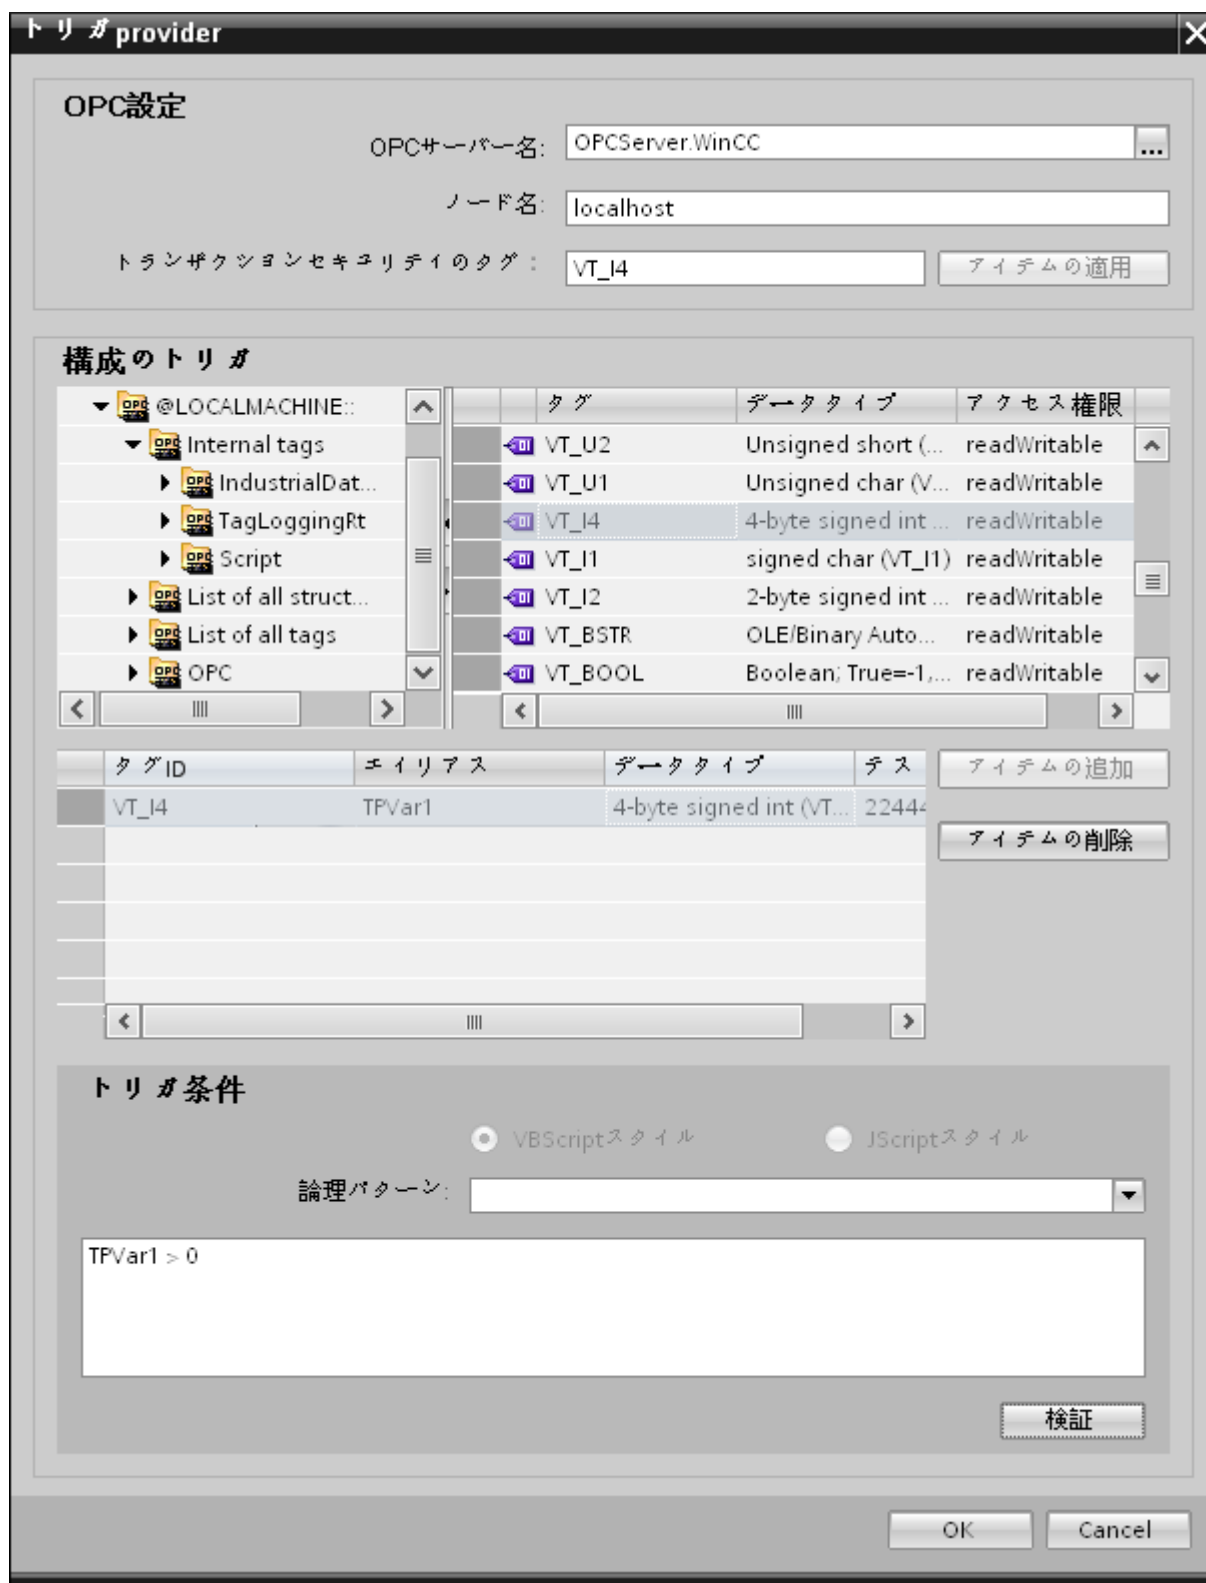 トリガprovider
OPC設定
OPCサーバー名: OPCServer.WinCC ...
ノード名: localhost
トランザクションセキュリティのタグ: VT_I4 アイテムの適用
構成のトリガ
@LOCALMACHINE::
Internal tags
IndustrialDat...
TagLoggingRt
Script
List of all struct...
List of all tags
OPC
タグ データタイプ アクセス権限
VT_U2 Unsigned short (... readWritable
VT_U1 Unsigned char (V... readWritable
VT_I4 4-byte signed int ... readWritable
VT_I1 signed char (VT_I1) readWritable
VT_I2 2-byte signed int ... readWritable
VT_BSTR OLE/Binary Auto... readWritable
VT_BOOL Boolean; True=-1,... readWritable
タグID エイリアス データタイプ テス
VT_I4 TPVar1 4-byte signed int (VT... 22444
アイテムの追加
アイテムの削除
トリガ条件
VBScriptスタイル JScriptスタイル
論理パターン:
TPVar1 > 0
検証
OK Cancel